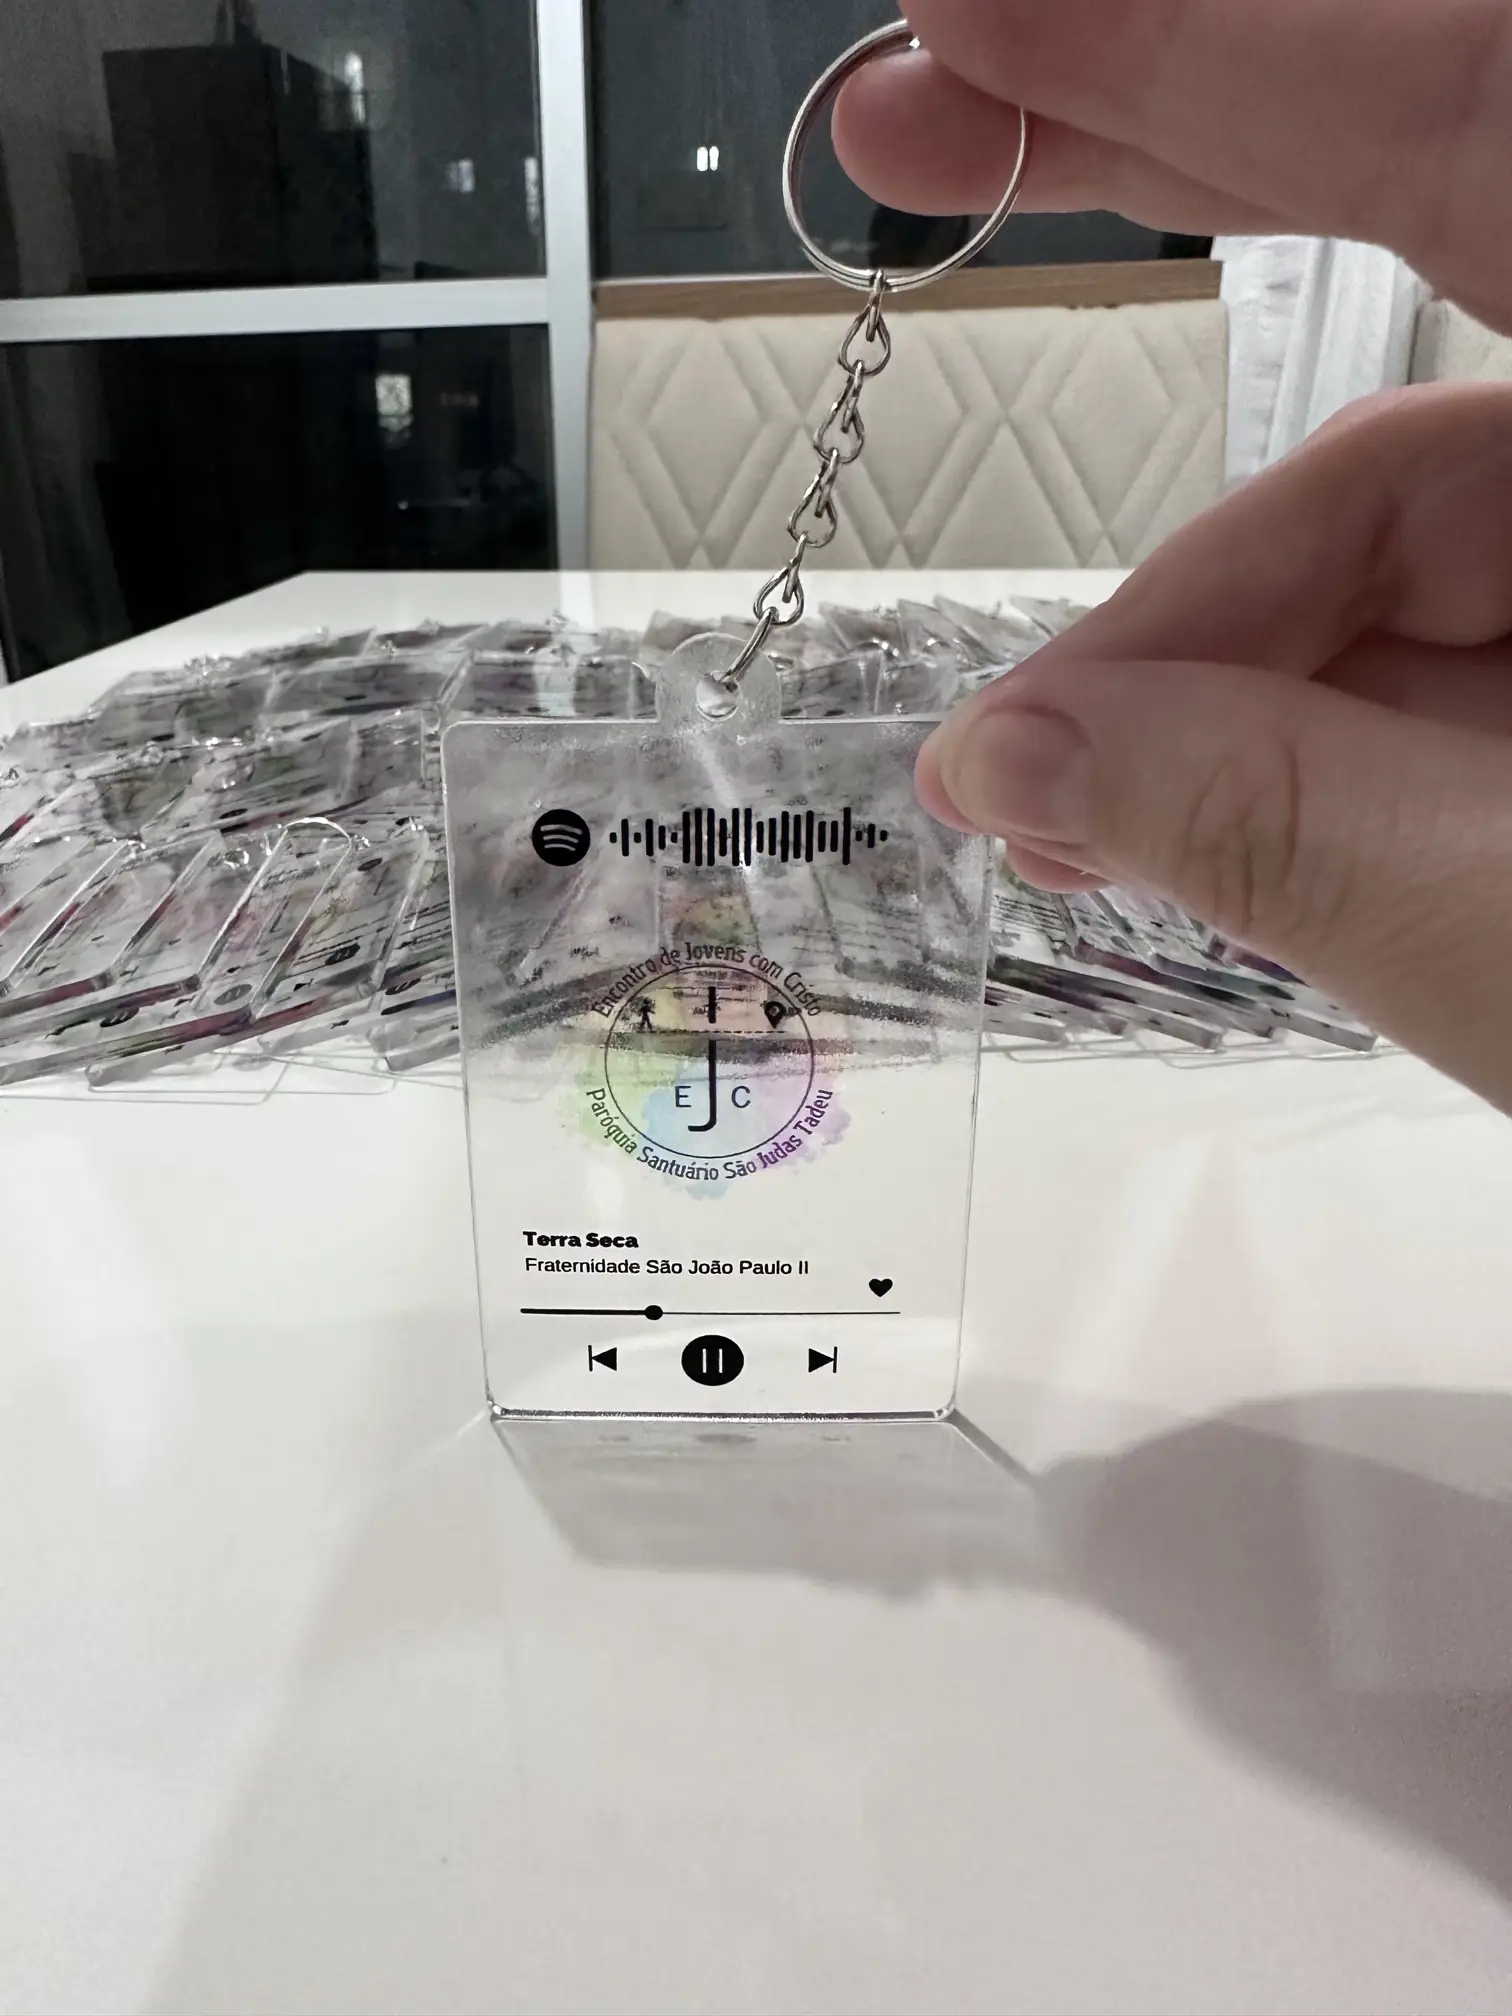 Encontro de Jovens com Cristo
E J C
Paróquia Santuário São Judas Tadeu
Terra Seca
Fraternidade São João Paulo II